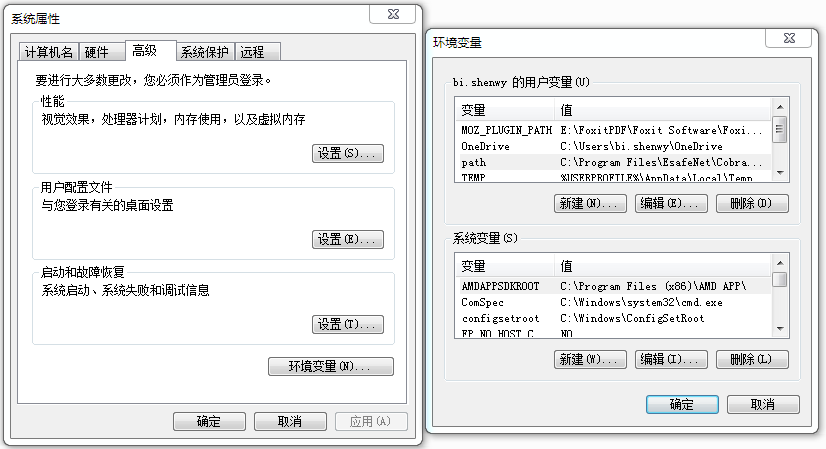 系统属性
计算机名 硬件 高级 系统保护 远程
要进行大多数更改，您必须作为管理员登录。
性能
视觉效果，处理器计划，内存使用，以及虚拟内存
设置(S)...
用户配置文件
与您登录有关的桌面设置
设置(E)...
启动和故障恢复
系统启动、系统失败和调试信息
设置(T)...
环境变量(N)...
确定 取消 应用(A)
环境变量
bi.shenwy 的用户变量(U)
变量 值
MOZ_PLUGIN_PATH E:\FoxitPDF\Foxit Software\Foxi...
OneDrive C:\Users\bi.shenwy\OneDrive
path C:\Program Files\EsafeNet\Cobra...
TEMP %USERPROFILE%\AppData\Local\Temp
新建(N)... 编辑(E)... 删除(D)
系统变量(S)
变量 值
AMDAPPSDKROOT C:\Program Files (x86)\AMD APP\
ComSpec C:\Windows\system32\cmd.exe
configsetroot C:\Windows\ConfigSetRoot
FP_NO_HOST_C... NO
新建(W)... 编辑(I)... 删除(L)
确定 取消